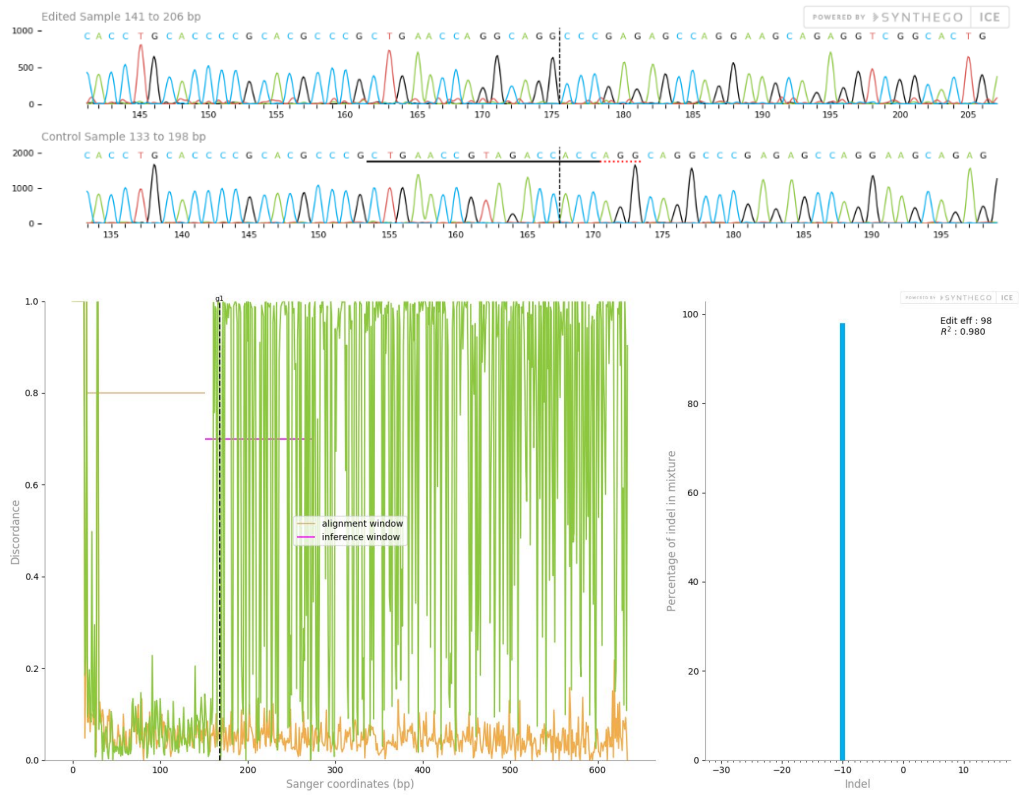 Edited Sample 141 to 206 bp
POWERED BY SYNTHEGO ICE
C A C C T G C A C C C C G C A C G C C C G C T G A A C C A G G C A G G C C C G A G A G C C A G G A A G C A G A G G T C G G C A C T G
1000
500
0
145 150 155 160 165 170 175 180 185 190 195 200 205
Control Sample 133 to 198 bp
C A C C T G C A C C C C G C A C G C C C G C T G A A C C G T A G A C C A C C A G G C A G G C C C G A G A G C C A G G A A G C A G A G
2000
1000
0
135 140 145 150 155 160 165 170 175 180 185 190 195
g1
1.0
0.8
0.6
0.4
0.2
0.0
Discordance
alignment window
inference window
0 100 200 300 400 500 600
Sanger coordinates (bp)
POWERED BY SYNTHEGO ICE
Edit eff : 98
R² : 0.980
100
80
60
40
20
0
Percentage of indel in mixture
−30 −20 −10 0 10
Indel